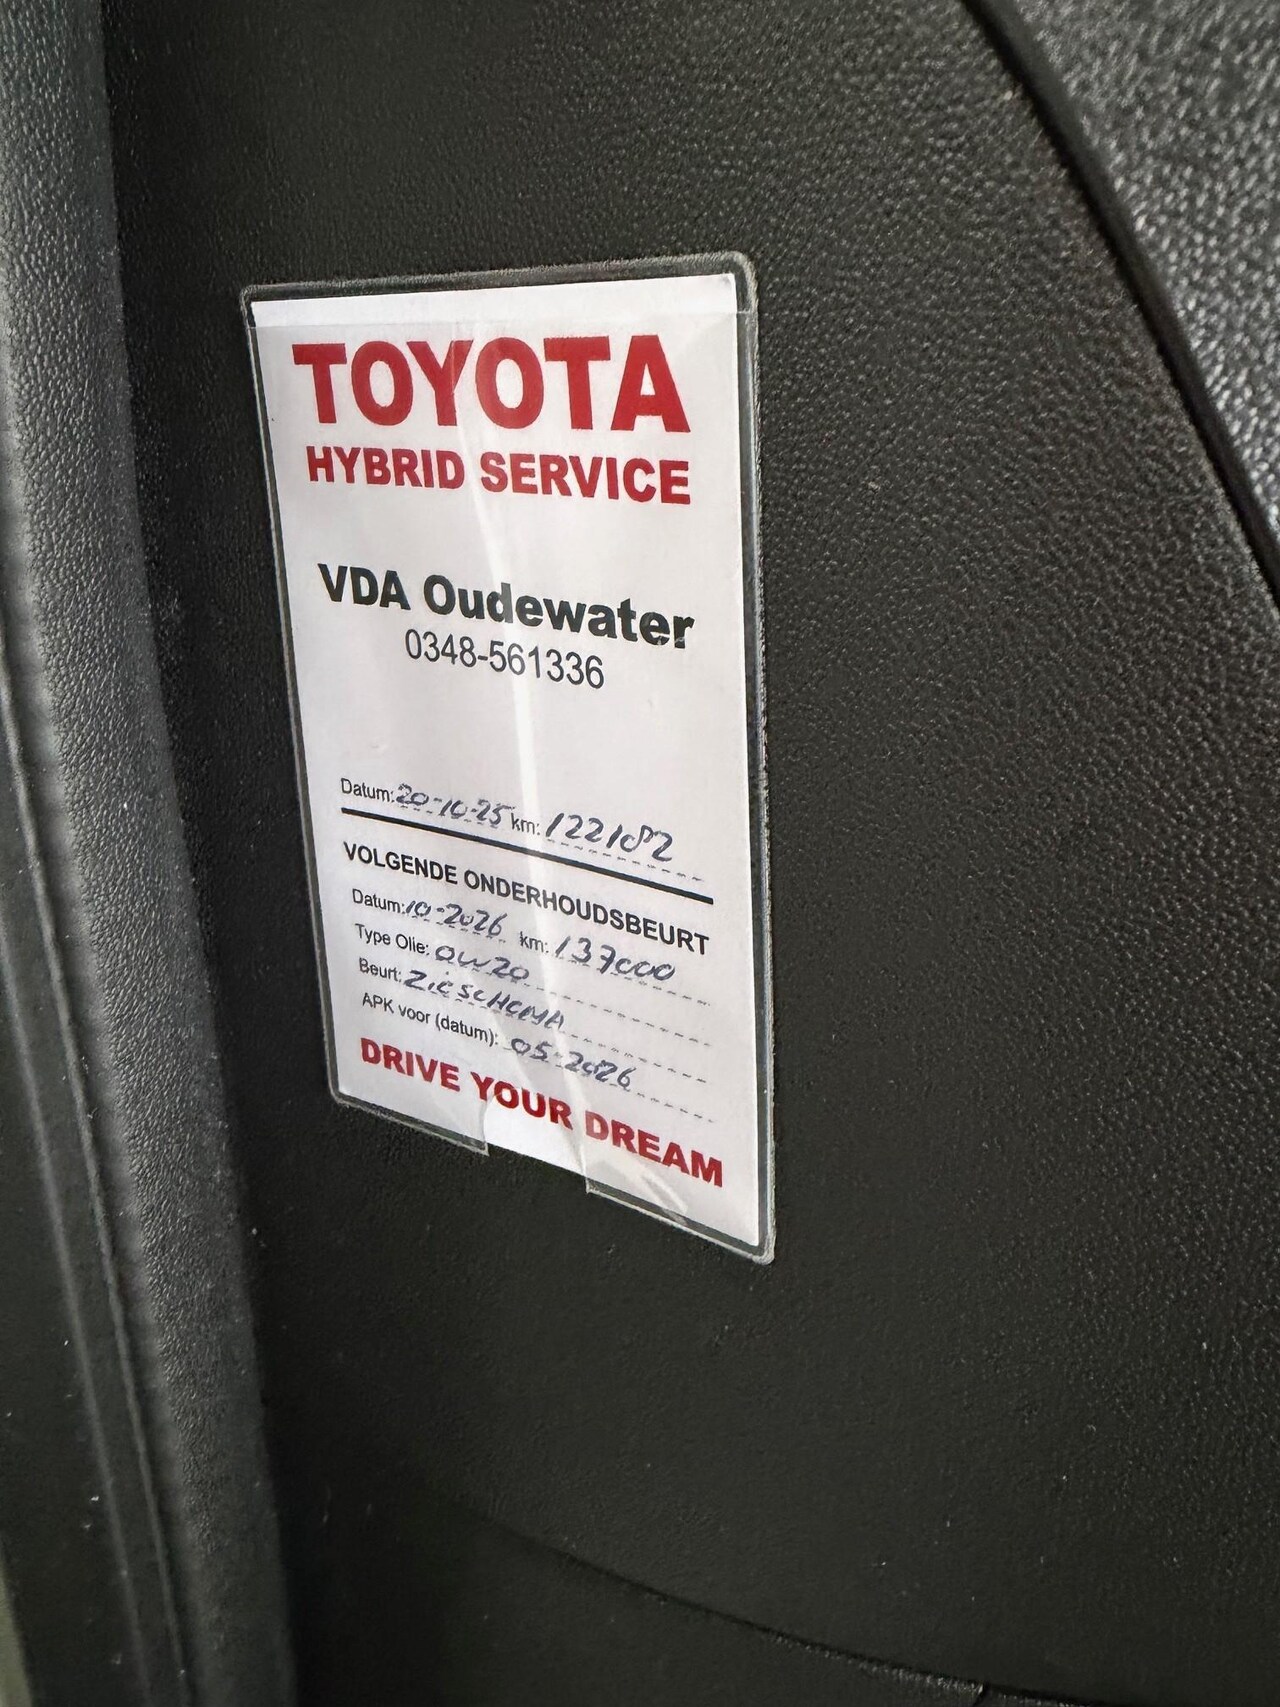 TOYOTA
HYBRID SERVICE
VDA Oudewater
0348-561336
Datum: 20-10-25 km: 122182
VOLGENDE ONDERHOUDSBEURT
Datum: 10-2026 km: 137000
Type Olie: 0W20
Beurt: Zie SCHEMA
APK voor (datum): 05-2026
DRIVE YOUR DREAM